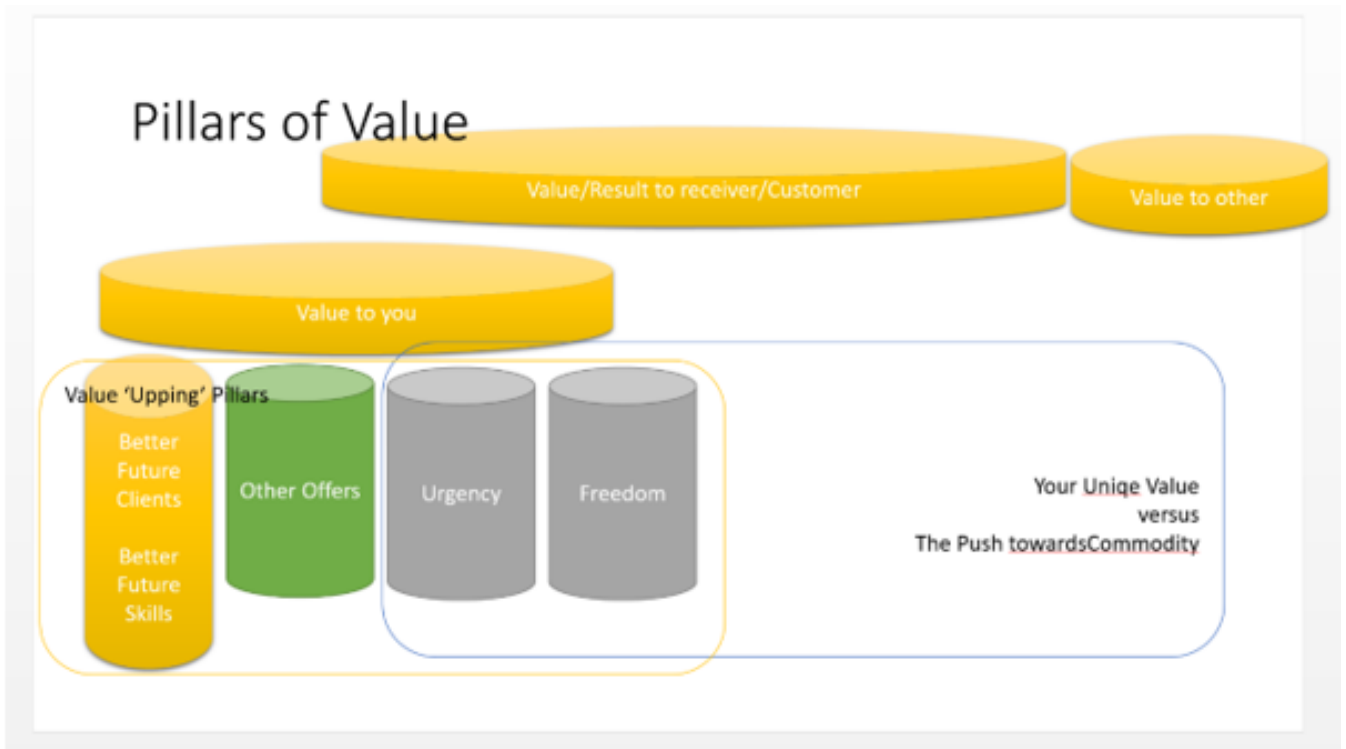 Pillars of Value
Value/Result to receiver/Customer
Value to other
Value to you
Value ‘Upping’ Pillars
Better
Future
Clients
Better
Future
Skills
Other Offers
Urgency
Freedom
Your Uniqe Value
versus
The Push towardsCommodity